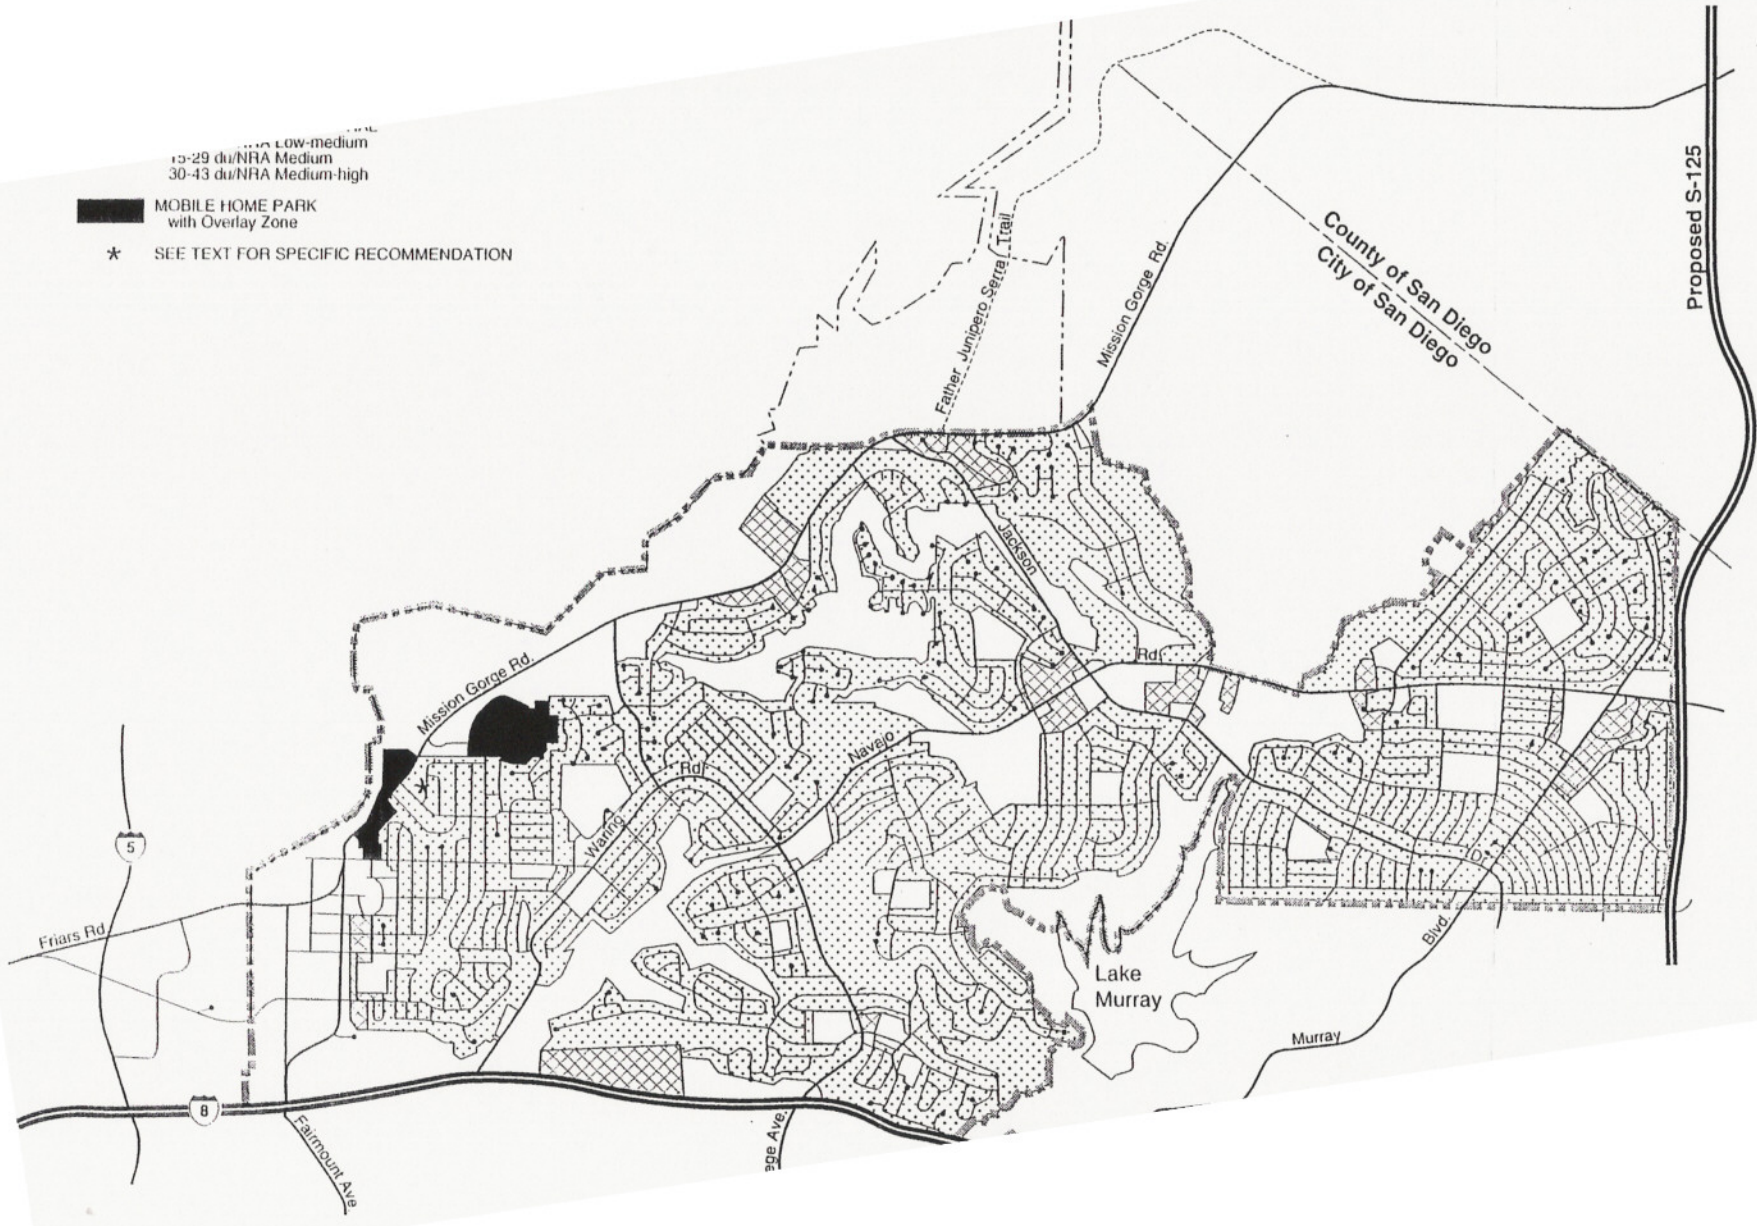 Low-medium
15-29 du/NRA Medium
30-43 du/NRA Medium-high
MOBILE HOME PARK
with Overlay Zone
* SEE TEXT FOR SPECIFIC RECOMMENDATION
Proposed S-125
County of San Diego
City of San Diego
Father Junipero Serra Trail
Mission Gorge Rd.
Jackson
Rd.
Mission Gorge Rd.
Navajo
Rd.
Waring
5
Friars Rd.
Lake
Murray
Blvd.
Murray
8
Fairmount Ave.
Ave.